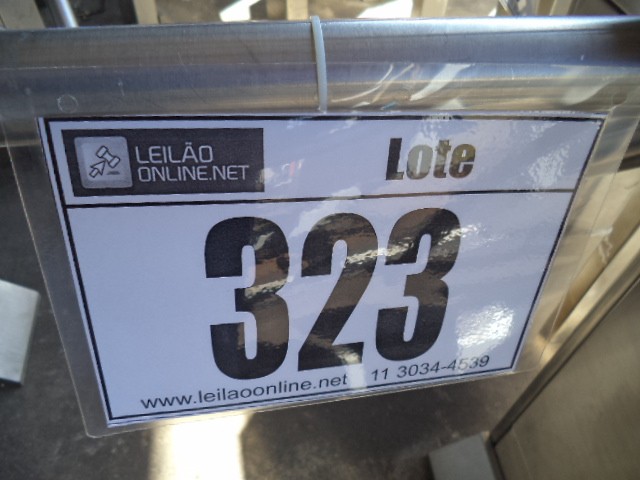 LEILÃO
ONLINE.NET
Lote
323
www.leilaoonline.net 11 3034-4539